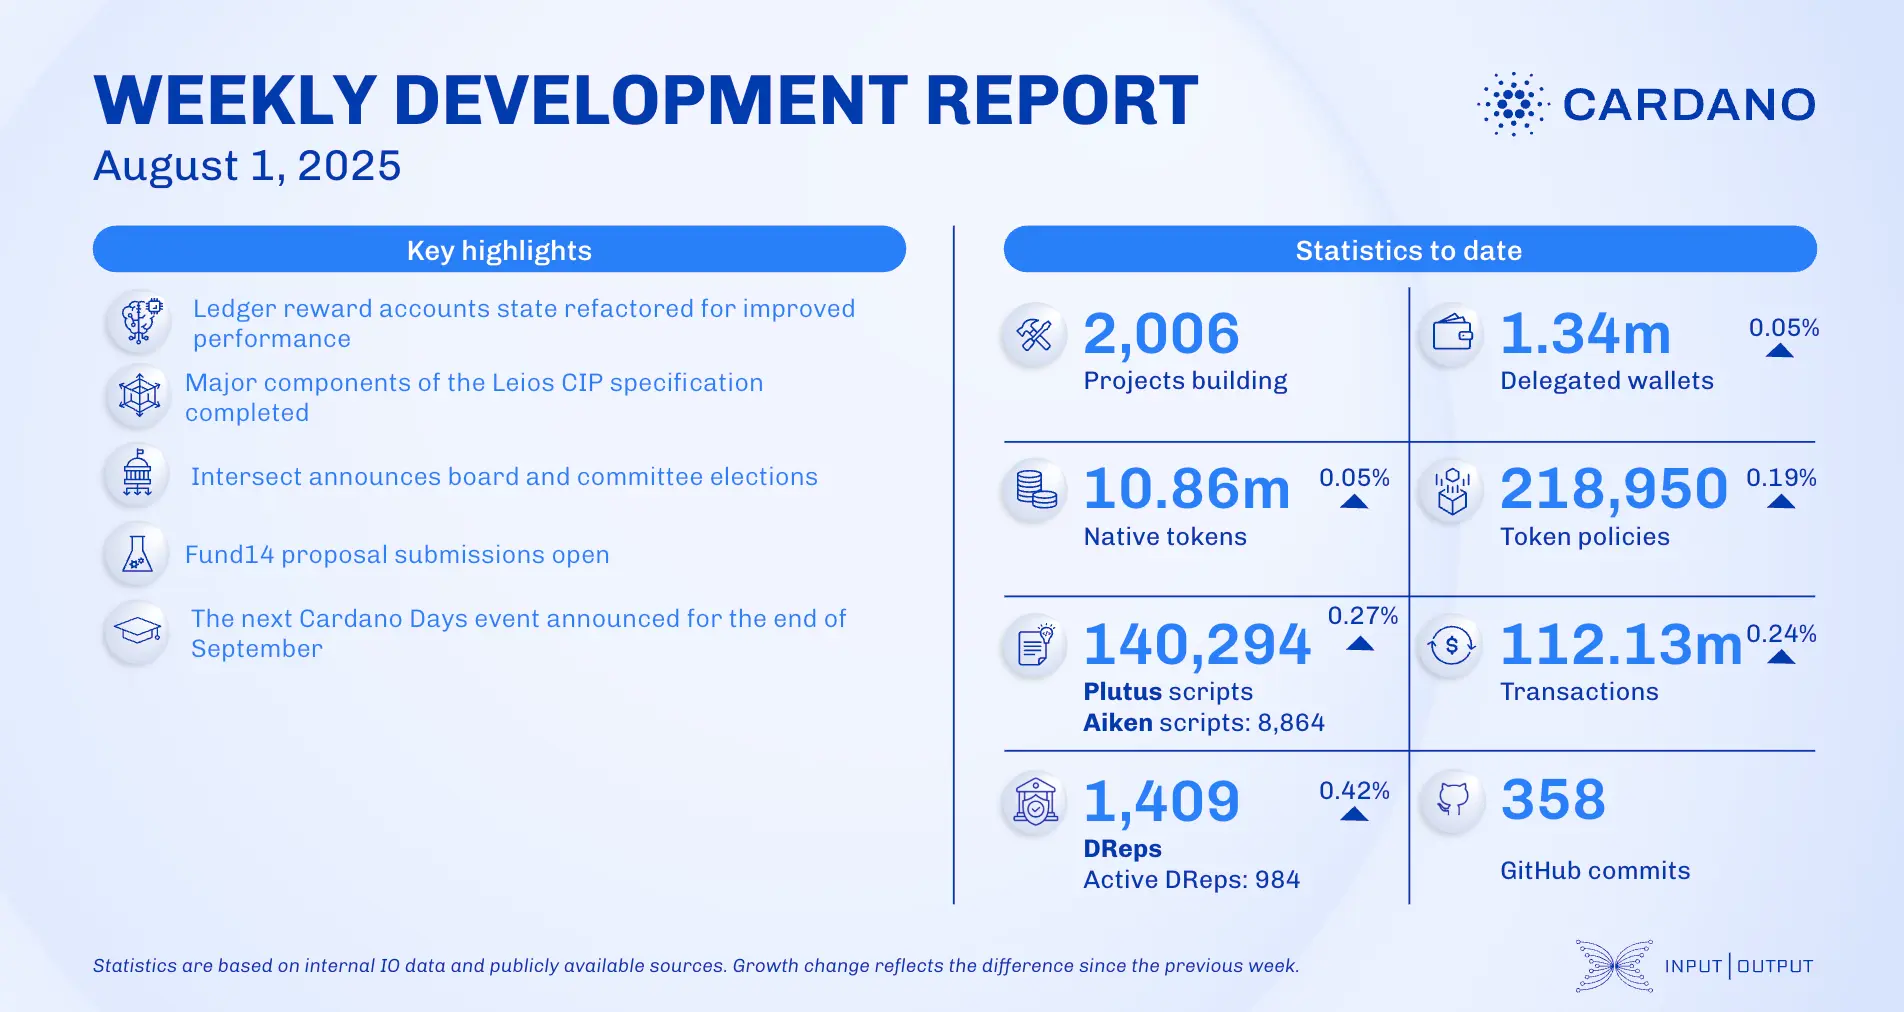 WEEKLY DEVELOPMENT REPORT
August 1, 2025
CARDANO
Key highlights
Ledger reward accounts state refactored for improved
performance
Major components of the Leios CIP specification
completed
Intersect announces board and committee elections
Fund14 proposal submissions open
The next Cardano Days event announced for the end of
September
Statistics to date
2,006
Projects building
1.34m
0.05%
Delegated wallets
10.86m
0.05%
Native tokens
218,950
0.19%
Token policies
140,294
0.27%
Plutus scripts
Aiken scripts: 8,864
$
112.13m
0.24%
Transactions
1,409
0.42%
DReps
Active DReps: 984
358
GitHub commits
Statistics are based on internal IO data and publicly available sources. Growth change reflects the difference since the previous week.
INPUT | OUTPUT